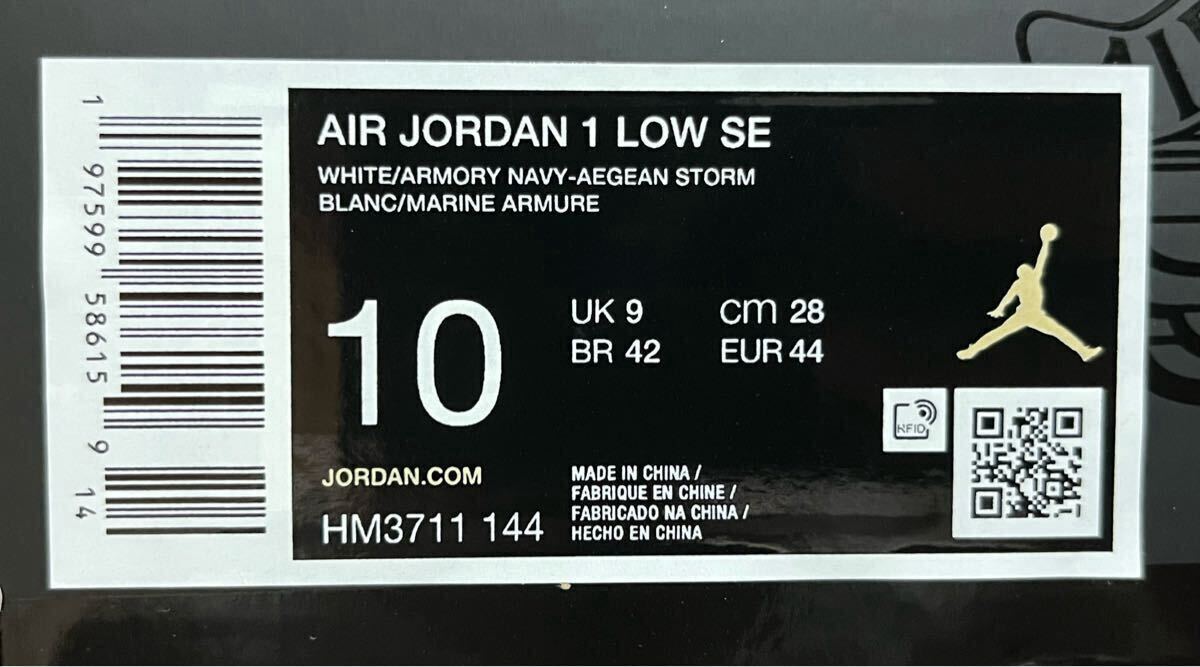 1 97599 58615 9 14
AIR JORDAN 1 LOW SE
WHITE/ARMORY NAVY-AEGEAN STORM
BLANC/MARINE ARMURE
10
UK 9 cm 28
BR 42 EUR 44
RFID
JORDAN.COM
HM3711 144
MADE IN CHINA /
FABRIQUE EN CHINE /
FABRICADO NA CHINA /
HECHO EN CHINA